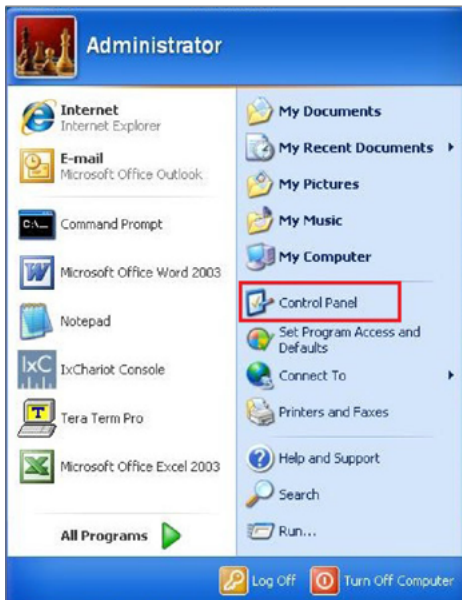 Administrator
Internet
Internet Explorer
E-mail
Microsoft Office Outlook
C:\_
Command Prompt
Microsoft Office Word 2003
Notepad
IxC
IxChariot Console
T
Tera Term Pro
Microsoft Office Excel 2003
All Programs
My Documents
My Recent Documents
My Pictures
My Music
My Computer
Control Panel
Set Program Access and
Defaults
Connect To
Printers and Faxes
Help and Support
Search
Run...
Log Off
Turn Off Computer